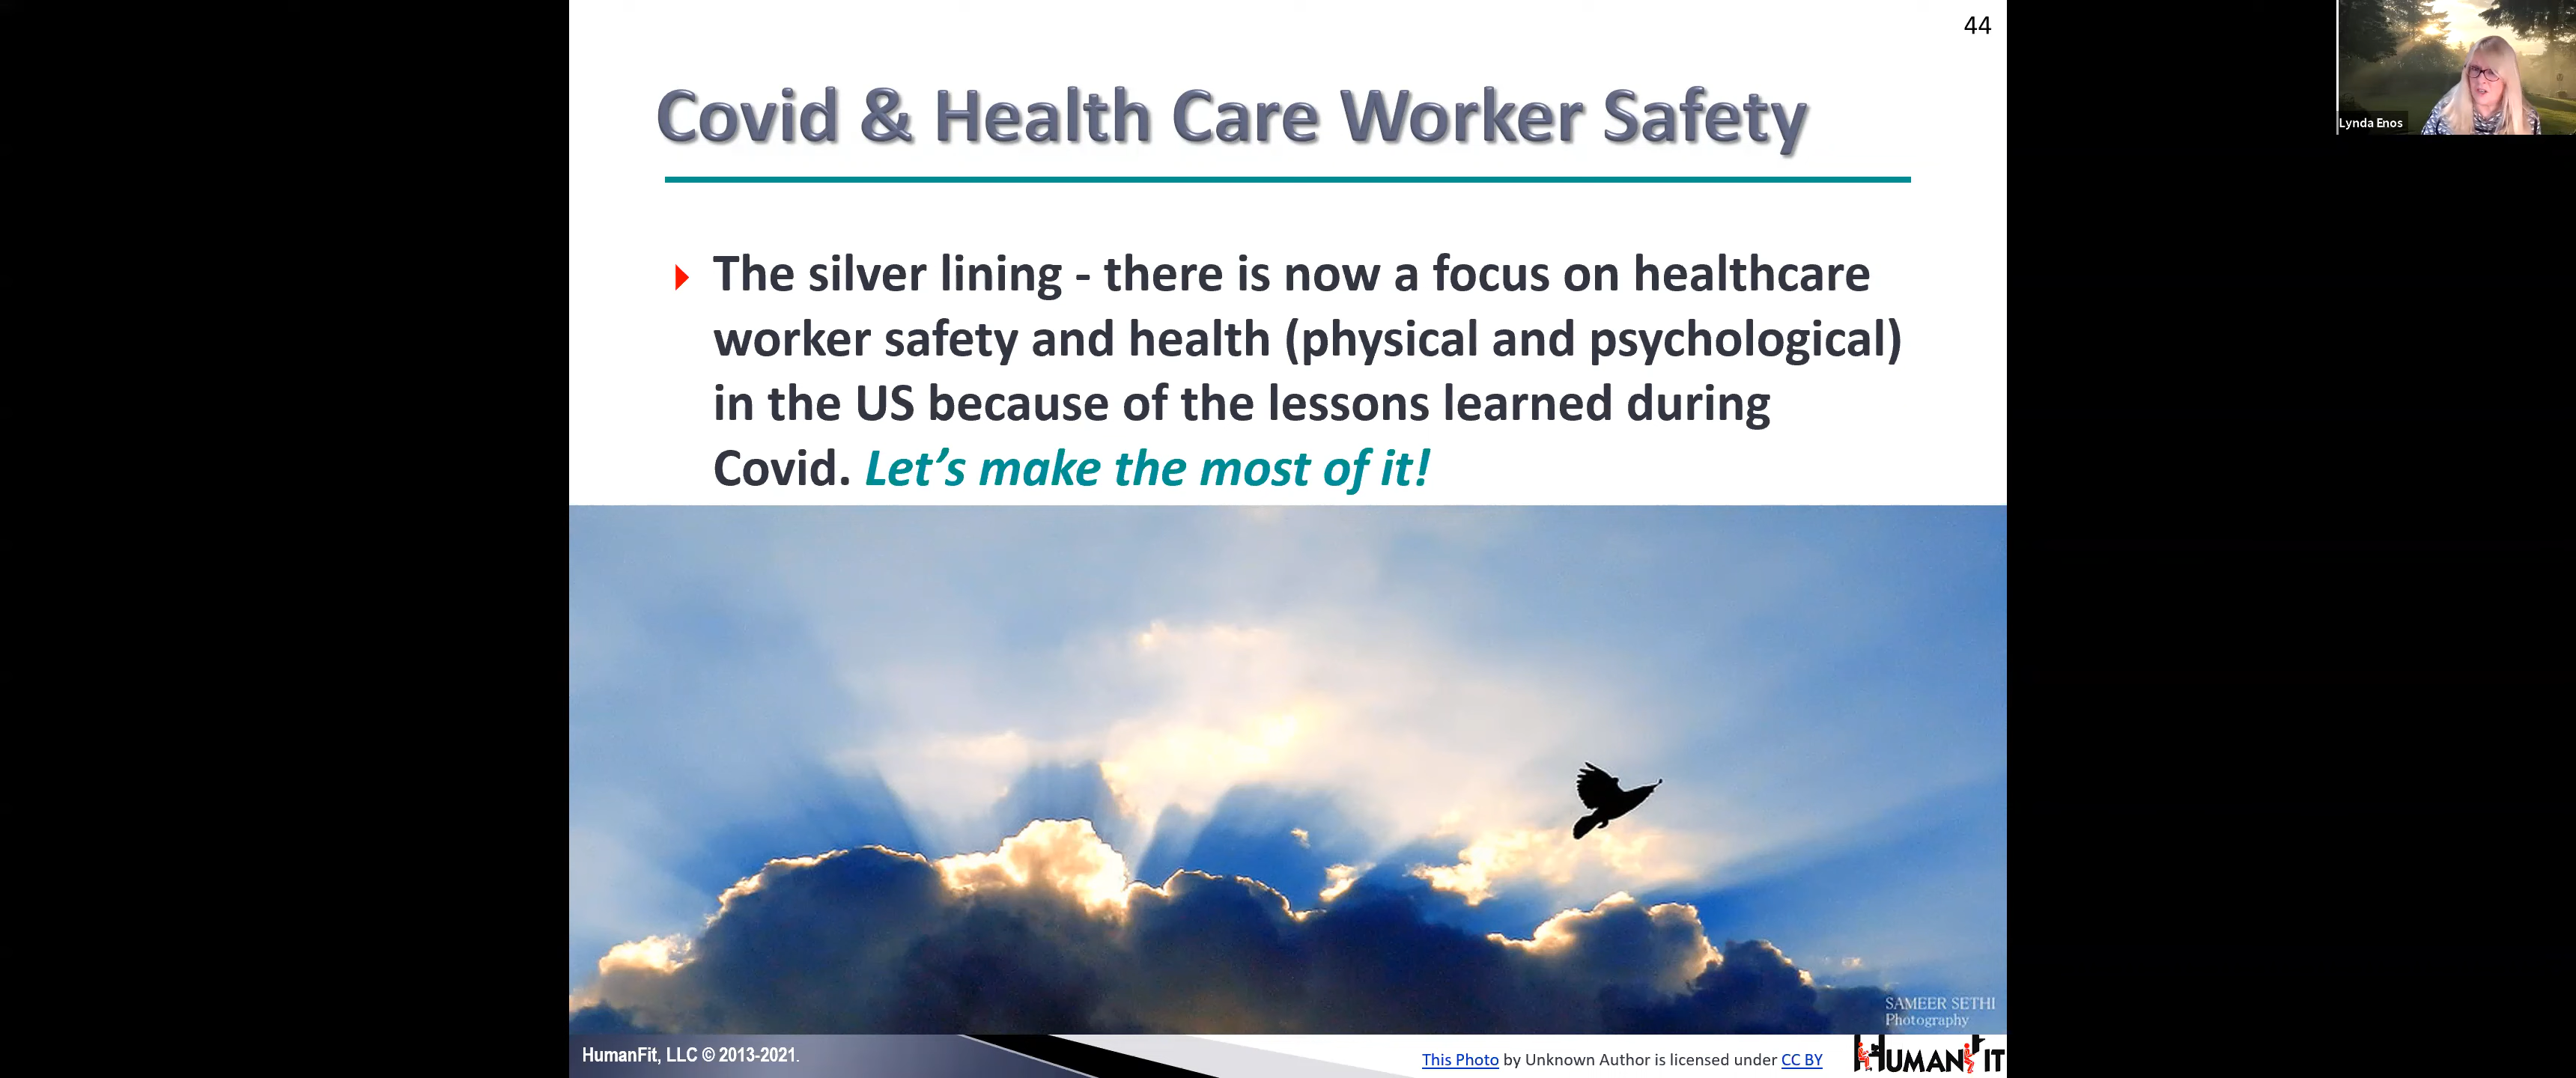 44
Lynda Enos
Covid & Health Care Worker Safety
The silver lining - there is now a focus on healthcare
worker safety and health (physical and psychological)
in the US because of the lessons learned during
Covid. Let’s make the most of it!
SAMEER SETHI
Photography
HumanFit, LLC © 2013-2021.
This Photo by Unknown Author is licensed under CC BY
HUMANFIT